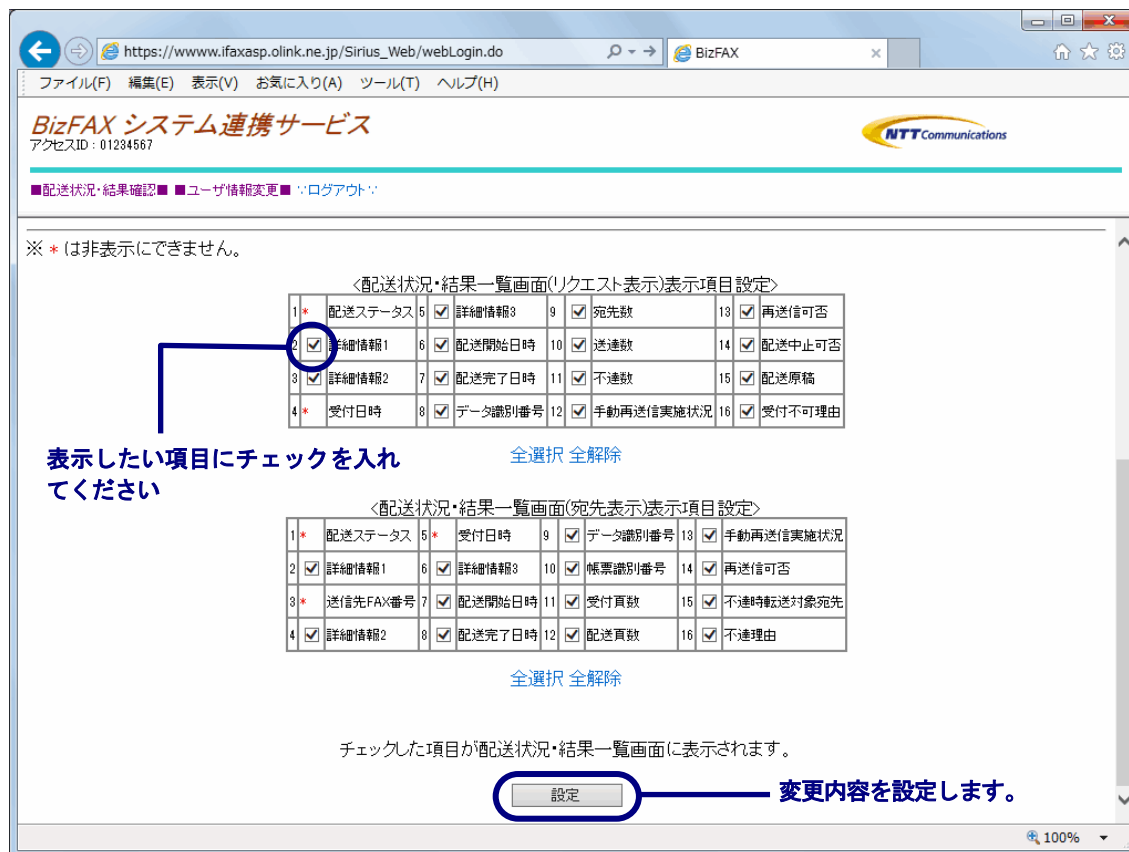 https://wwww.ifaxasp.olink.ne.jp/Sirius_Web/webLogin.do
BizFAX
ファイル(F) 編集(E) 表示(V) お気に入り(A) ツール(T) ヘルプ(H)
BizFAX システム連携サービス
アクセスID : 01234567
NTT Communications
■配送状況・結果確認■ ■ユーザ情報変更■ ∵ログアウト∵
※ * は非表示にできません。
<配送状況・結果一覧画面(リクエスト表示)表示項目設定>
1 * 配送ステータス 5 詳細情報3 9 宛先数 13 再送信可否
2 詳細情報1 6 配送開始日時 10 送達数 14 配送中止可否
3 詳細情報2 7 配送完了日時 11 不達数 15 配送原稿
4 * 受付日時 8 データ識別番号 12 手動再送信実施状況 16 受付不可理由
全選択 全解除
表示したい項目にチェックを入れ
てください
<配送状況・結果一覧画面(宛先表示)表示項目設定>
1 * 配送ステータス 5 * 受付日時 9 データ識別番号 13 手動再送信実施状況
2 詳細情報1 6 詳細情報3 10 帳票識別番号 14 再送信可否
3 * 送信先FAX番号 7 配送開始日時 11 受付頁数 15 不達時転送対象宛先
4 詳細情報2 8 配送完了日時 12 配送頁数 16 不達理由
全選択 全解除
チェックした項目が配送状況・結果一覧画面に表示されます。
設定
変更内容を設定します。
100%